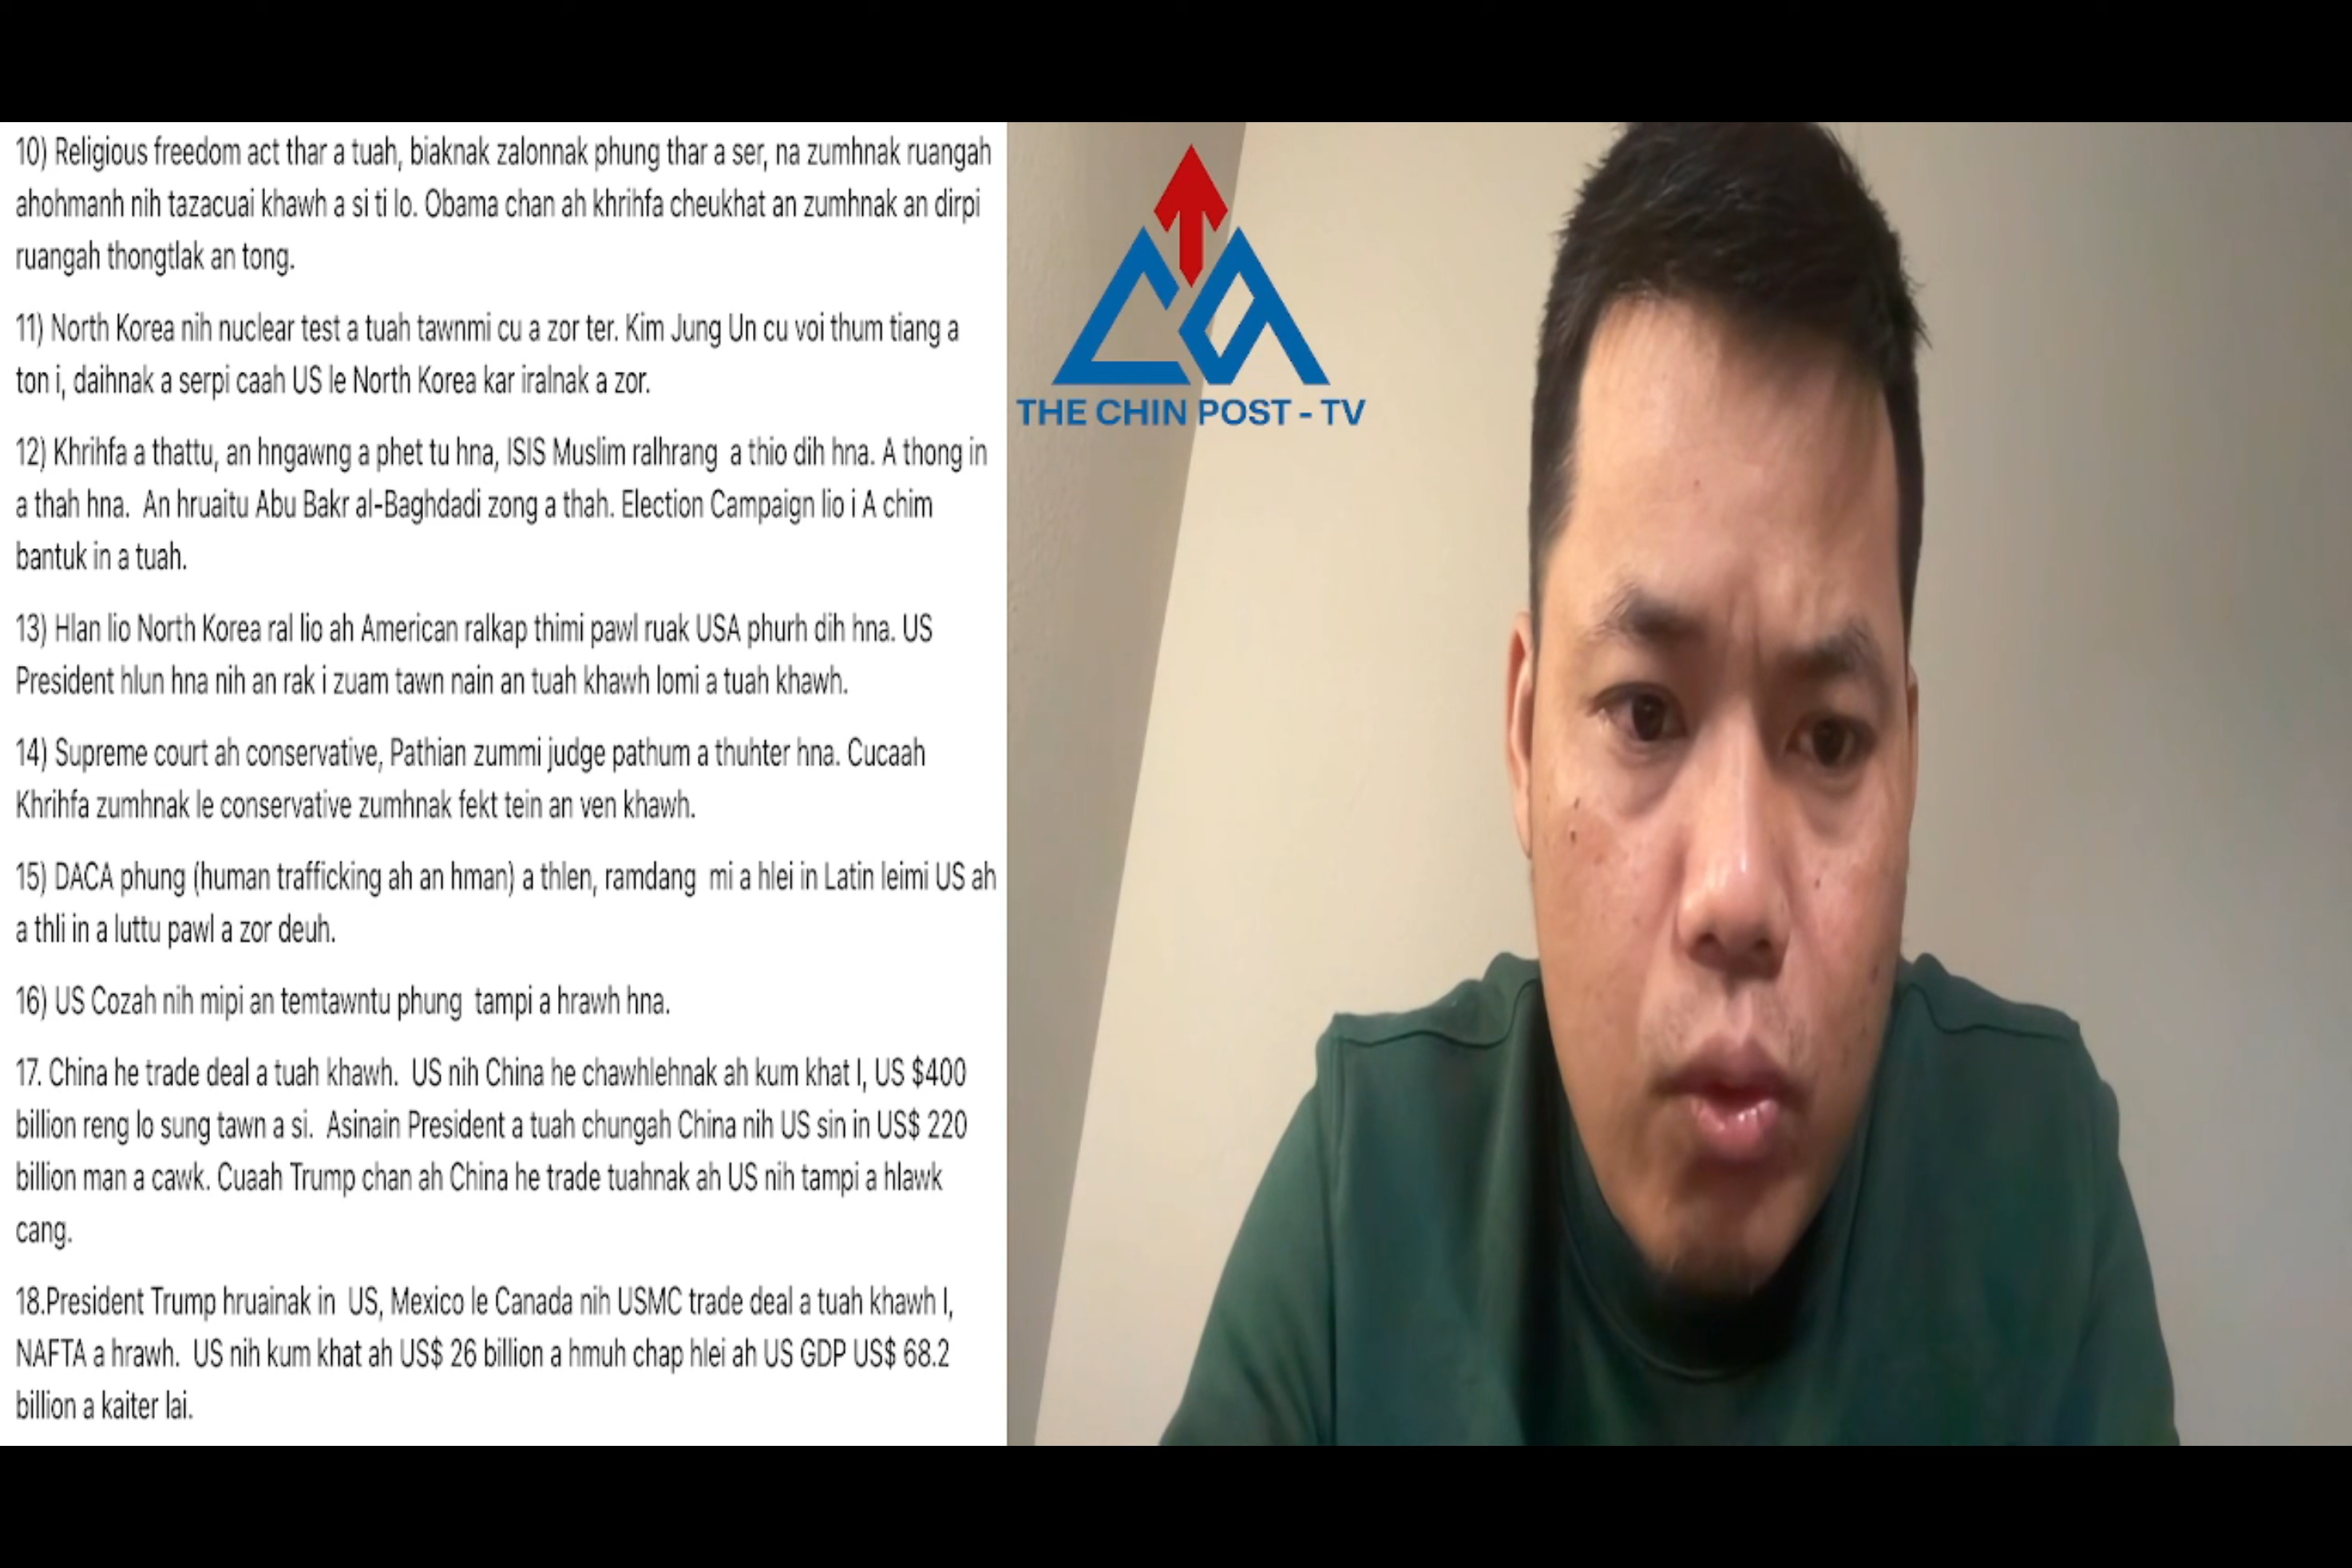 10) Religious freedom act thar a tuah, biaknak zalonnak phung thar a ser, na zumhnak ruangah
ahohmanh nih tazacuai khawh a si ti lo. Obama chan ah khrihfa cheukhat an zumhnak an dirpi
ruangah thongtlak an tong.
11) North Korea nih nuclear test a tuah tawnmi cu a zor ter. Kim Jung Un cu voi thum tiang a
ton i, daihnak a serpi caah US le North Korea kar iralnak a zor.
12) Khrihfa a thattu, an hngawng a phet tu hna, ISIS Muslim ralhrang a thio dih hna. A thong in
a thah hna. An hruaitu Abu Bakr al-Baghdadi zong a thah. Election Campaign lio i A chim
bantuk in a tuah.
13) Hlan lio North Korea ral lio ah American ralkap thimi pawl ruak USA phurh dih hna. US
President hlun hna nih an rak i zuam tawn nain an tuah khawh lomi a tuah khawh.
14) Supreme court ah conservative, Pathian zummi judge pathum a thuhter hna. Cucaah
Khrihfa zumhnak le conservative zumhnak fekt tein an ven khawh.
15) DACA phung (human trafficking ah an hman) a thlen, ramdang mi a hlei in Latin leimi US ah
a thli in a luttu pawl a zor deuh.
16) US Cozah nih mipi an temtawntu phung tampi a hrawh hna.
17. China he trade deal a tuah khawh. US nih China he chawhlehnak ah kum khat I, US $400
billion reng lo sung tawn a si. Asinain President a tuah chungah China nih US sin in US$ 220
billion man a cawk. Cuaah Trump chan ah China he trade tuahnak ah US nih tampi a hlawk
cang.
18.President Trump hruainak in US, Mexico le Canada nih USMC trade deal a tuah khawh I,
NAFTA a hrawh. US nih kum khat ah US$ 26 billion a hmuh chap hlei ah US GDP US$ 68.2
billion a kaiter lai.
THE CHIN POST - TV